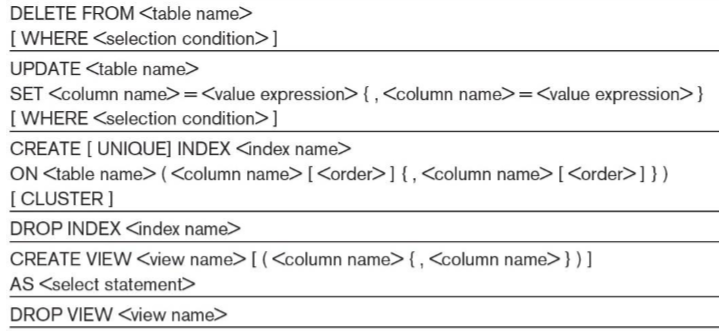 DELETE FROM <table name>
[ WHERE <selection condition> ]
UPDATE <table name>
SET <column name> = <value expression> { , <column name> = <value expression> }
[ WHERE <selection condition> ]
CREATE [ UNIQUE] INDEX <index name>
ON <table name> ( <column name> [ <order> ] { , <column name> [ <order> ] } )
[ CLUSTER ]
DROP INDEX <index name>
CREATE VIEW <view name> [ ( <column name> { , <column name> } ) ]
AS <select statement>
DROP VIEW <view name>